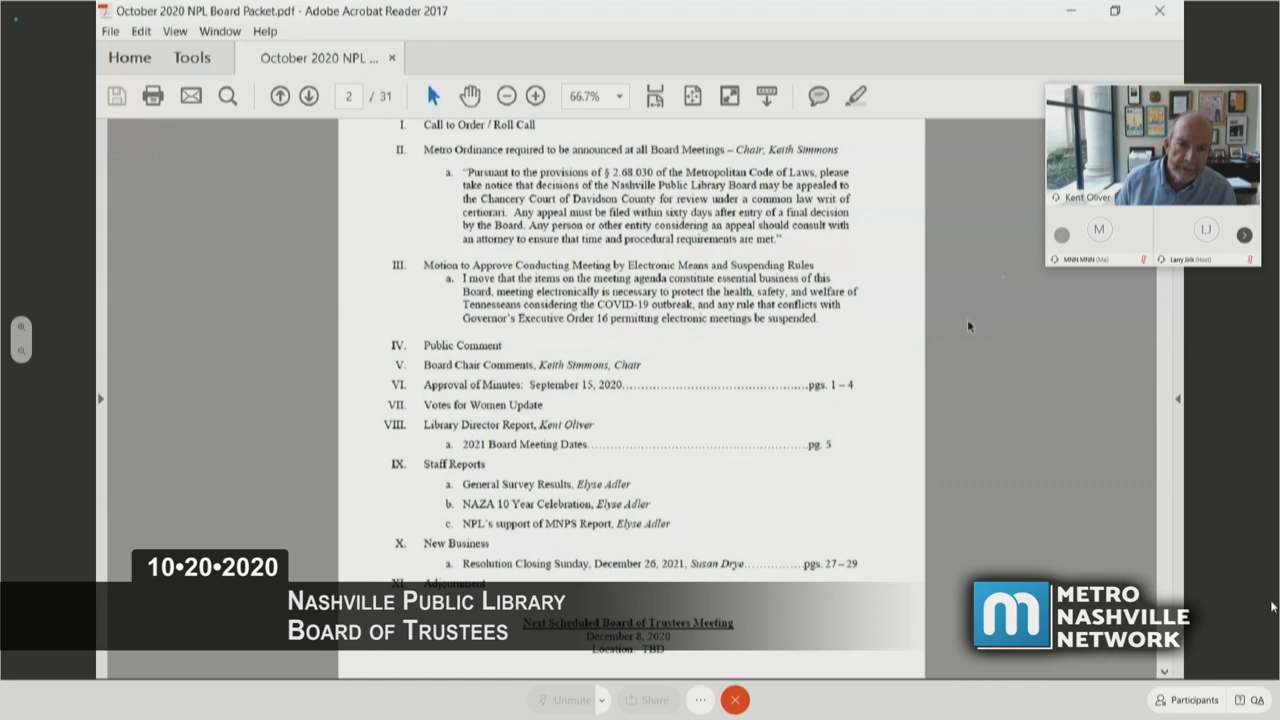 October 2020 NPL Board Packet.pdf - Adobe Acrobat Reader 2017
File Edit View Window Help
Home Tools October 2020 NPL ... ×
2 / 31 66.7%
I. Call to Order / Roll Call
II. Metro Ordinance required to be announced at all Board Meetings – Chair, Keith Simmons
a. "Pursuant to the provisions of § 2.68.030 of the Metropolitan Code of Laws, please
take notice that decisions of the Nashville Public Library Board may be appealed to
the Chancery Court of Davidson County for review under a common law writ of
certiorari. Any appeal must be filed within sixty days after entry of a final decision
by the Board. Any person or other entity considering an appeal should consult with
an attorney to ensure that time and procedural requirements are met."
III. Motion to Approve Conducting Meeting by Electronic Means and Suspending Rules
a. I move that the items on the meeting agenda constitute essential business of this
Board, meeting electronically is necessary to protect the health, safety, and welfare of
Tennesseans considering the COVID-19 outbreak, and any rule that conflicts with
Governor's Executive Order 16 permitting electronic meetings be suspended.
IV. Public Comment
V. Board Chair Comments, Keith Simmons, Chair
VI. Approval of Minutes: September 15, 2020 pgs. 1 – 4
VII. Votes for Women Update
VIII. Library Director Report, Kent Oliver
a. 2021 Board Meeting Dates pg. 5
IX. Staff Reports
a. General Survey Results, Elyse Adler
b. NAZA 10 Year Celebration, Elyse Adler
c. NPL's support of MNPS Report, Elyse Adler
X. New Business
a. Resolution Closing Sunday, December 26, 2021, Susan Drye pgs. 27 – 29
XI. Adjournment
Next Scheduled Board of Trustees Meeting
December 8, 2020
Location: TBD
Kent Oliver
M
LJ
MNN MNN (Me)
Larry Jirik (Host)
10•20•2020
Nashville Public Library
Board of Trustees
m
METRO
NASHVILLE
NETWORK
Unmute Share ... Participants QA